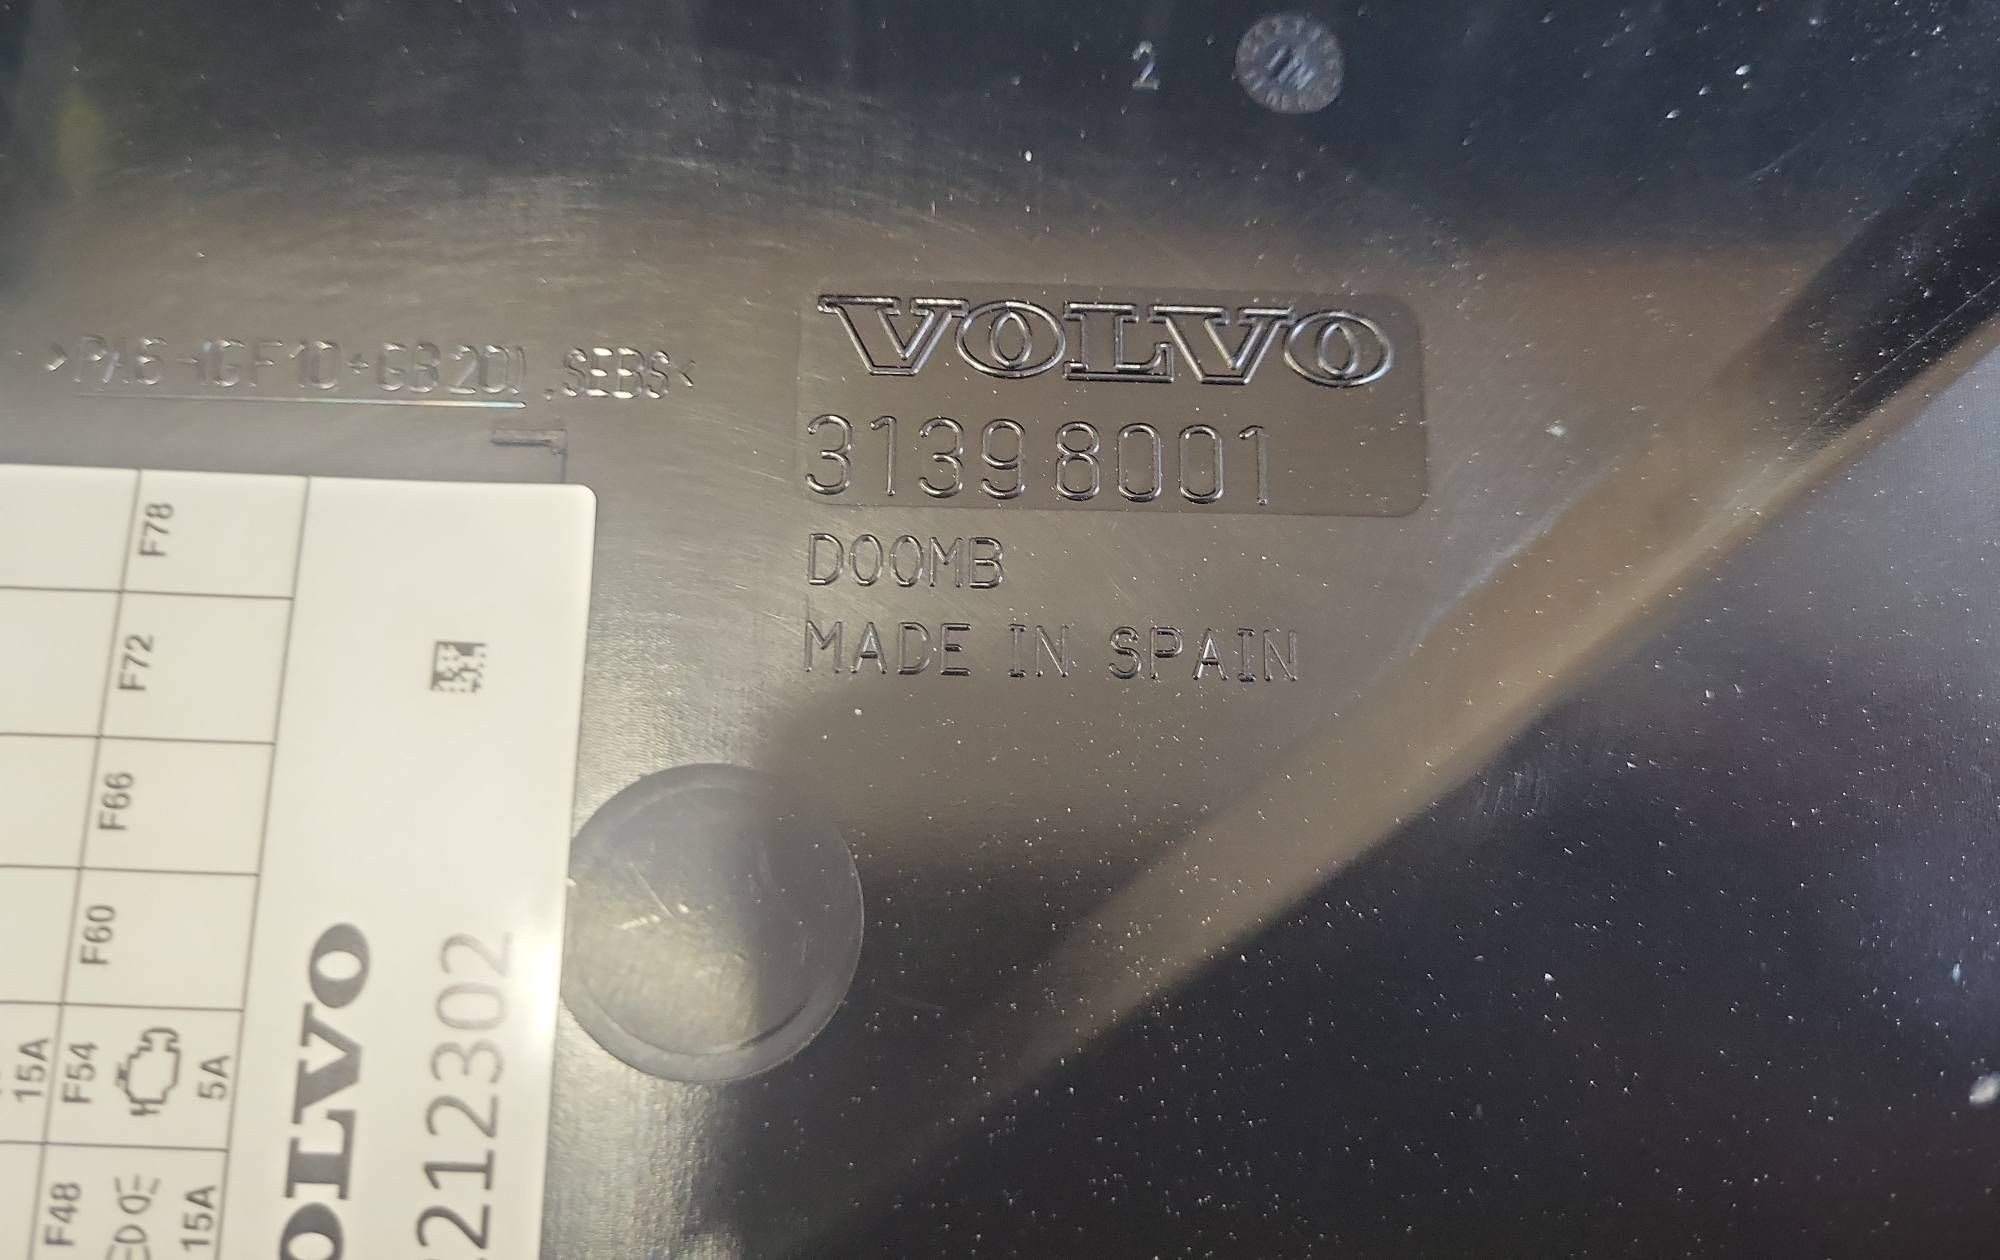 2
>PA6-(GF10+GB20),SEBS<
VOLVO
31398001
D00MB
MADE IN SPAIN
F78
F72
F66
F60
15A
F54
5A
F48
15A
VOLVO
212302